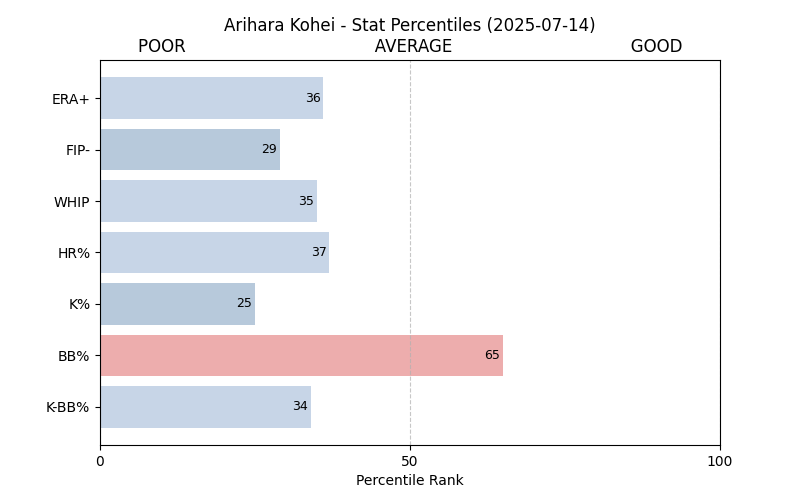 Arihara Kohei - Stat Percentiles (2025-07-14)
POOR AVERAGE GOOD
ERA+ 36
FIP- 29
WHIP 35
HR% 37
K% 25
BB% 65
K-BB% 34
0 50 100
Percentile Rank